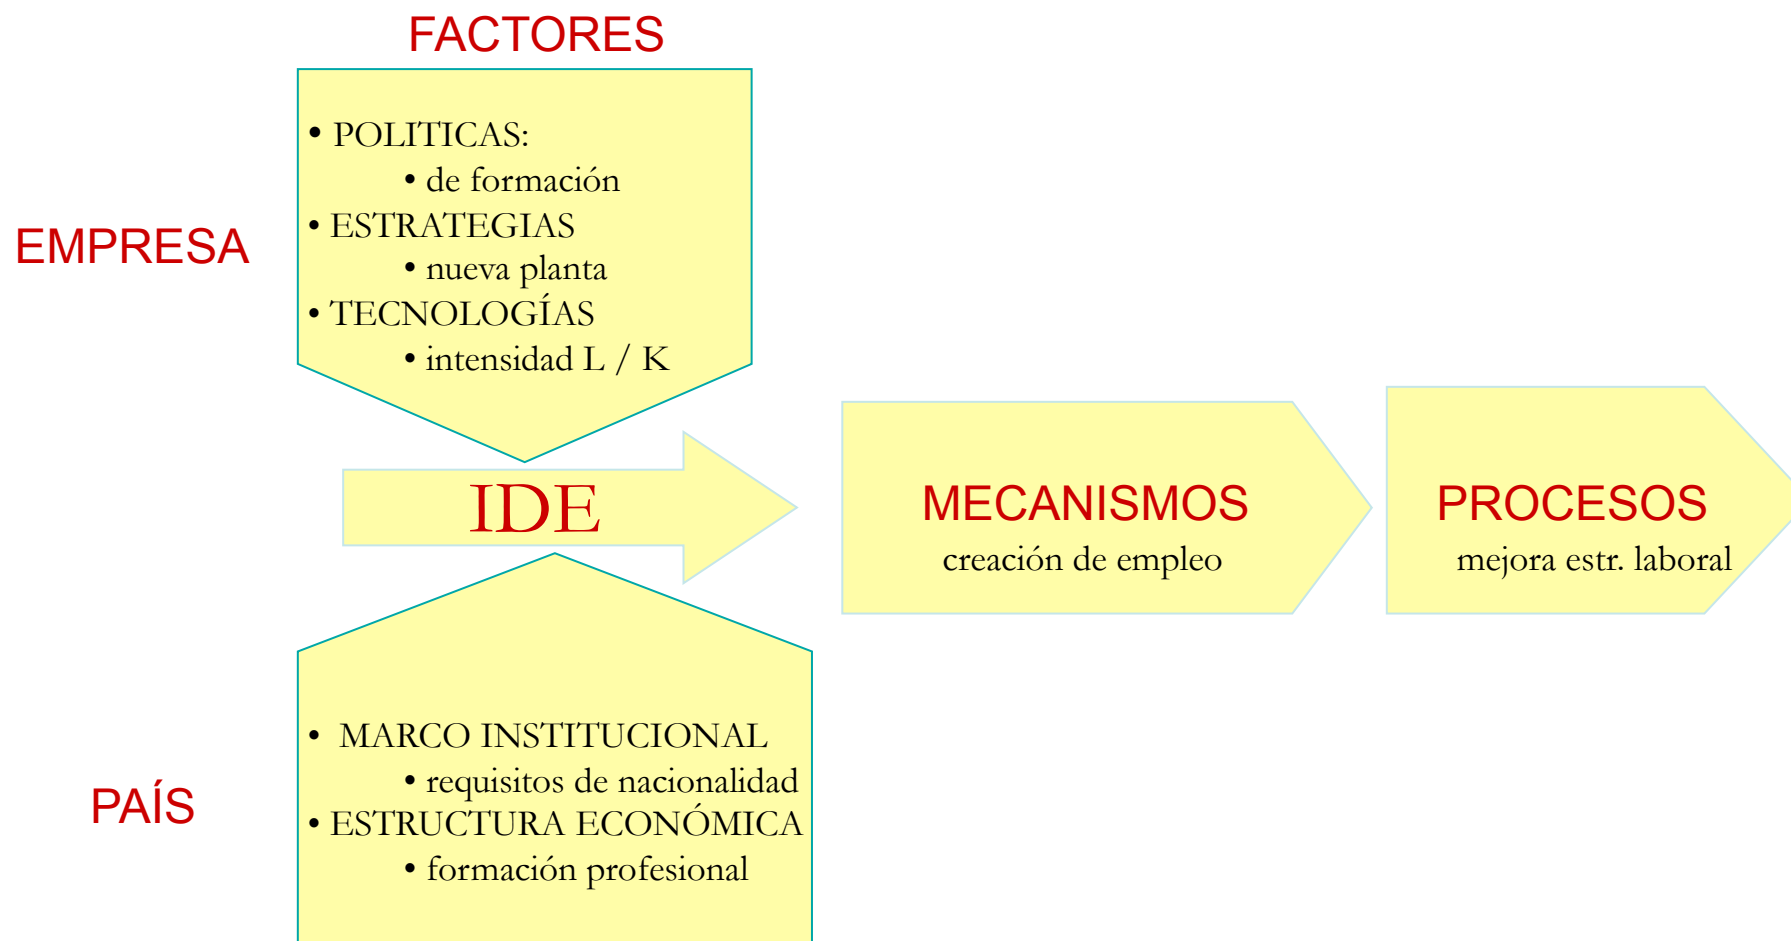 FACTORES
• POLITICAS:
• de formación
• ESTRATEGIAS
• nueva planta
• TECNOLOGÍAS
• intensidad L / K
EMPRESA
IDE
MECANISMOS
creación de empleo
PROCESOS
mejora estr. laboral
PAÍS
• MARCO INSTITUCIONAL
• requisitos de nacionalidad
• ESTRUCTURA ECONÓMICA
• formación profesional